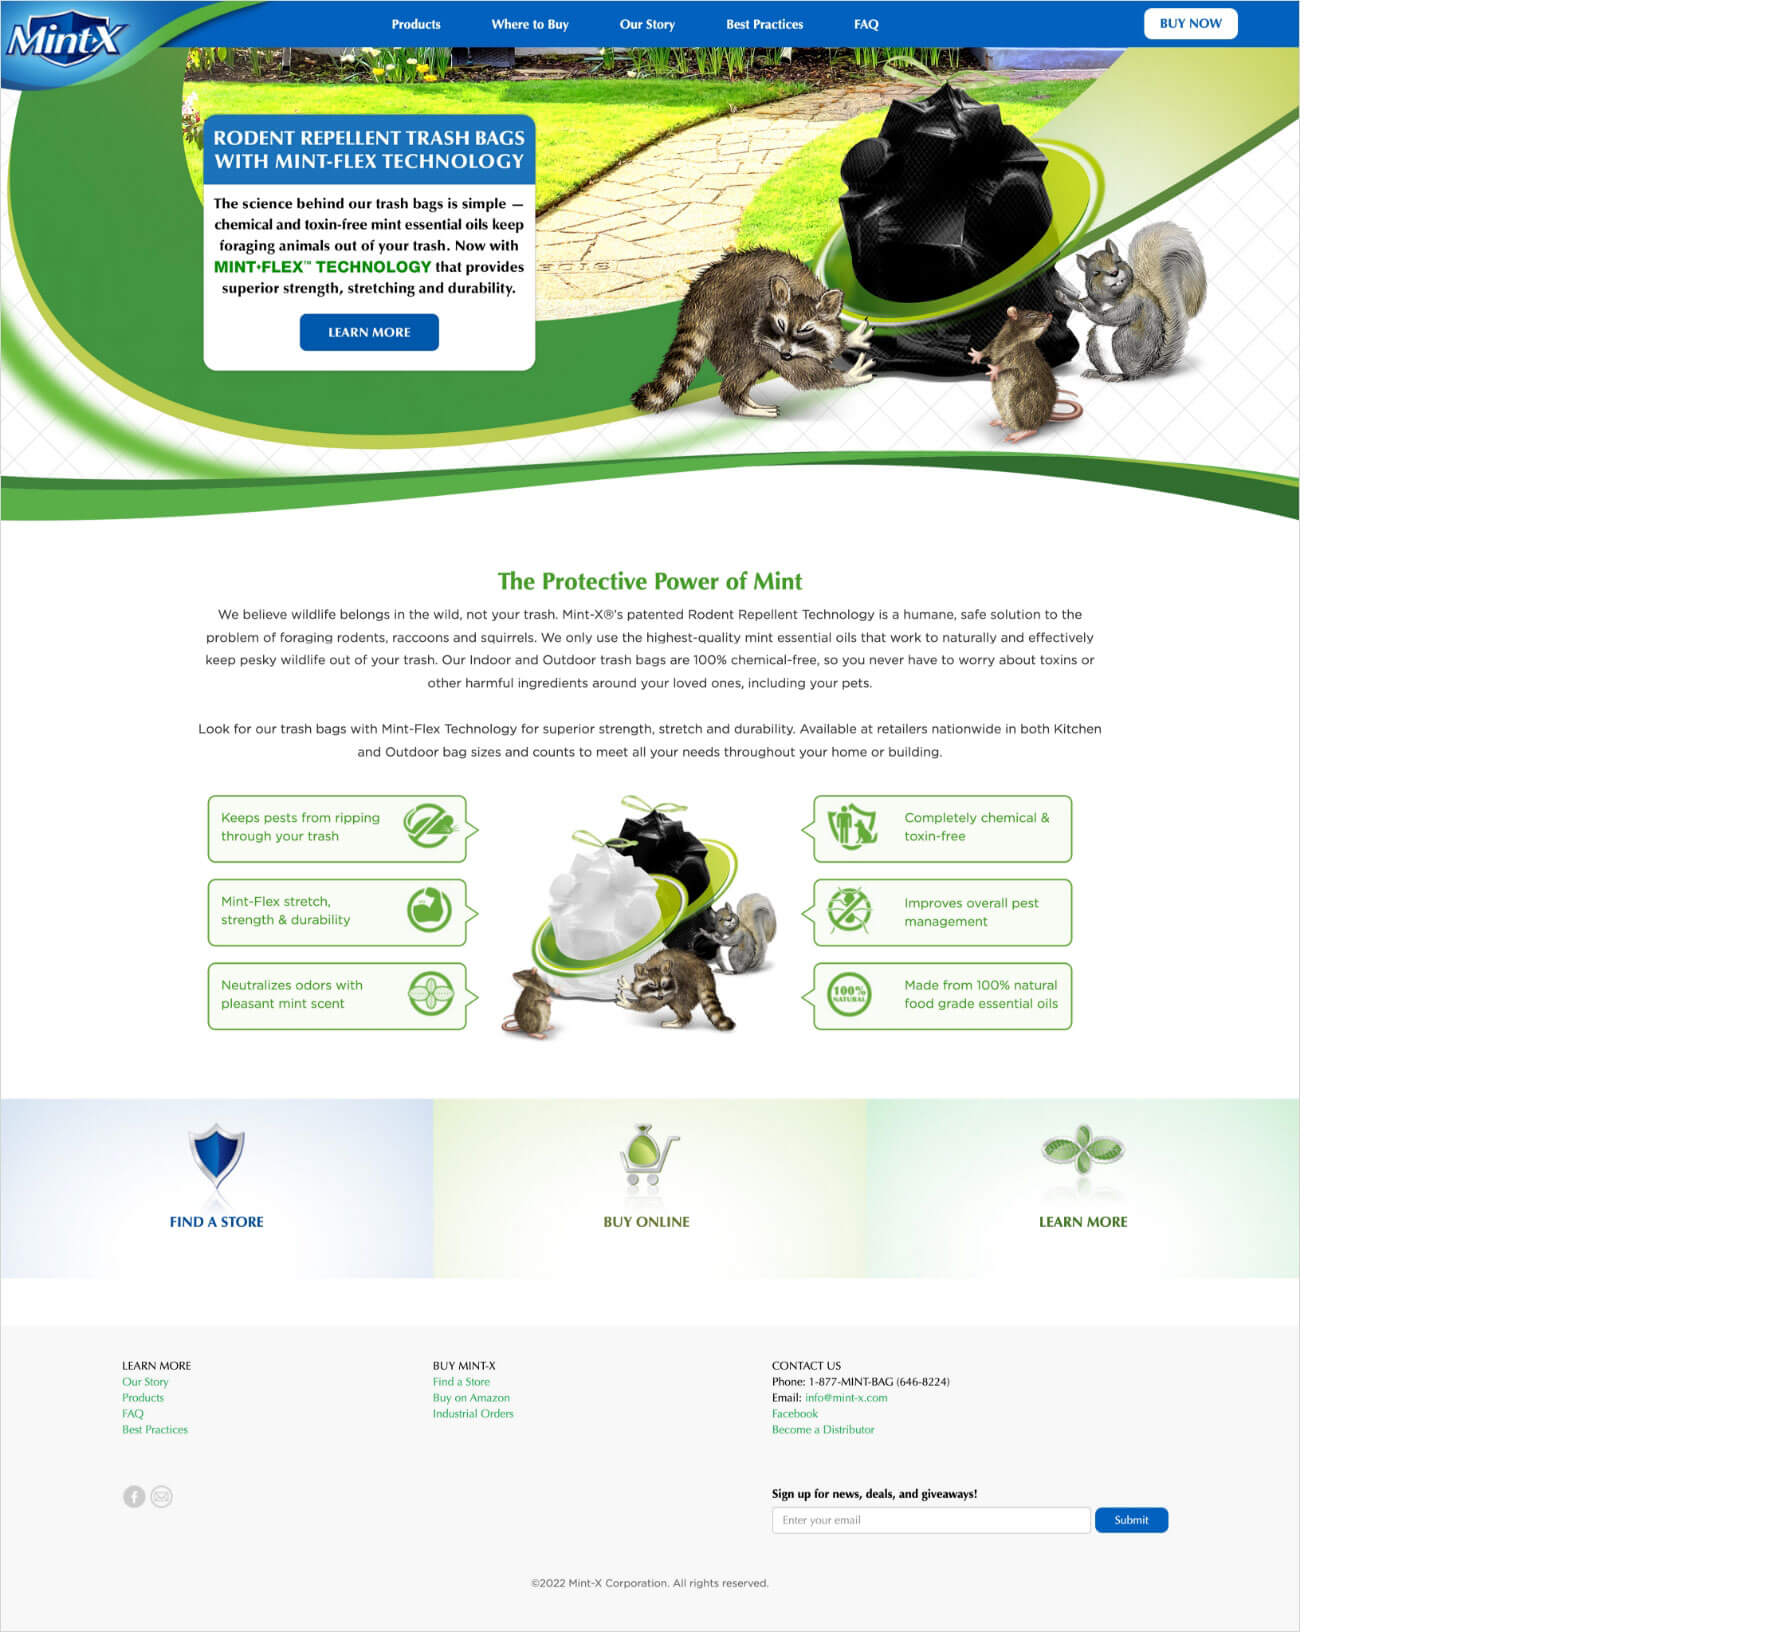 Mint-X
Products Where to Buy Our Story Best Practices FAQ BUY NOW
RODENT REPELLENT TRASH BAGS
WITH MINT-FLEX TECHNOLOGY
The science behind our trash bags is simple —
chemical and toxin-free mint essential oils keep
foraging animals out of your trash. Now with
MINT•FLEX™ TECHNOLOGY that provides
superior strength, stretching and durability.
LEARN MORE
The Protective Power of Mint
We believe wildlife belongs in the wild, not your trash. Mint-X®'s patented Rodent Repellent Technology is a humane, safe solution to the
problem of foraging rodents, raccoons and squirrels. We only use the highest-quality mint essential oils that work to naturally and effectively
keep pesky wildlife out of your trash. Our Indoor and Outdoor trash bags are 100% chemical-free, so you never have to worry about toxins or
other harmful ingredients around your loved ones, including your pets.
Look for our trash bags with Mint-Flex Technology for superior strength, stretch and durability. Available at retailers nationwide in both Kitchen
and Outdoor bag sizes and counts to meet all your needs throughout your home or building.
Keeps pests from ripping
through your trash
Mint-Flex stretch,
strength & durability
Neutralizes odors with
pleasant mint scent
Completely chemical &
toxin-free
Improves overall pest
management
100%
NATURAL
Made from 100% natural
food grade essential oils
FIND A STORE
BUY ONLINE
LEARN MORE
LEARN MORE
Our Story
Products
FAQ
Best Practices
BUY MINT-X
Find a Store
Buy on Amazon
Industrial Orders
CONTACT US
Phone: 1-877-MINT-BAG (646-8224)
Email: info@mint-x.com
Facebook
Become a Distributor
Sign up for news, deals, and giveaways!
Enter your email
Submit
©2022 Mint-X Corporation. All rights reserved.